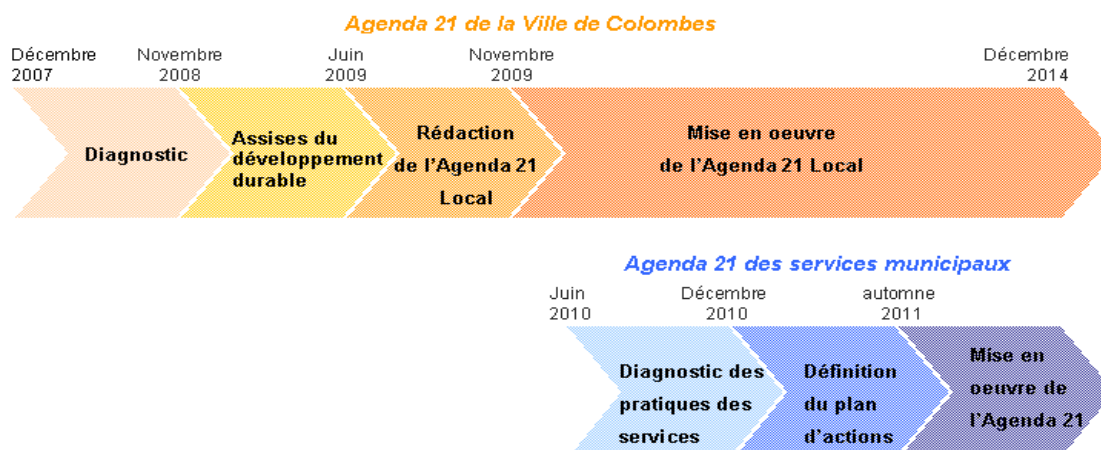 Agenda 21 de la Ville de Colombes
Décembre 2007
Novembre 2008
Juin 2009
Novembre 2009
Décembre 2014
Diagnostic
Assises du
développement
durable
Rédaction
de l'Agenda 21
Local
Mise en oeuvre
de l'Agenda 21 Local
Agenda 21 des services municipaux
Juin 2010
Décembre 2010
automne 2011
Diagnostic des
pratiques des
services
Définition
du plan
d'actions
Mise en
oeuvre de
l'Agenda 21